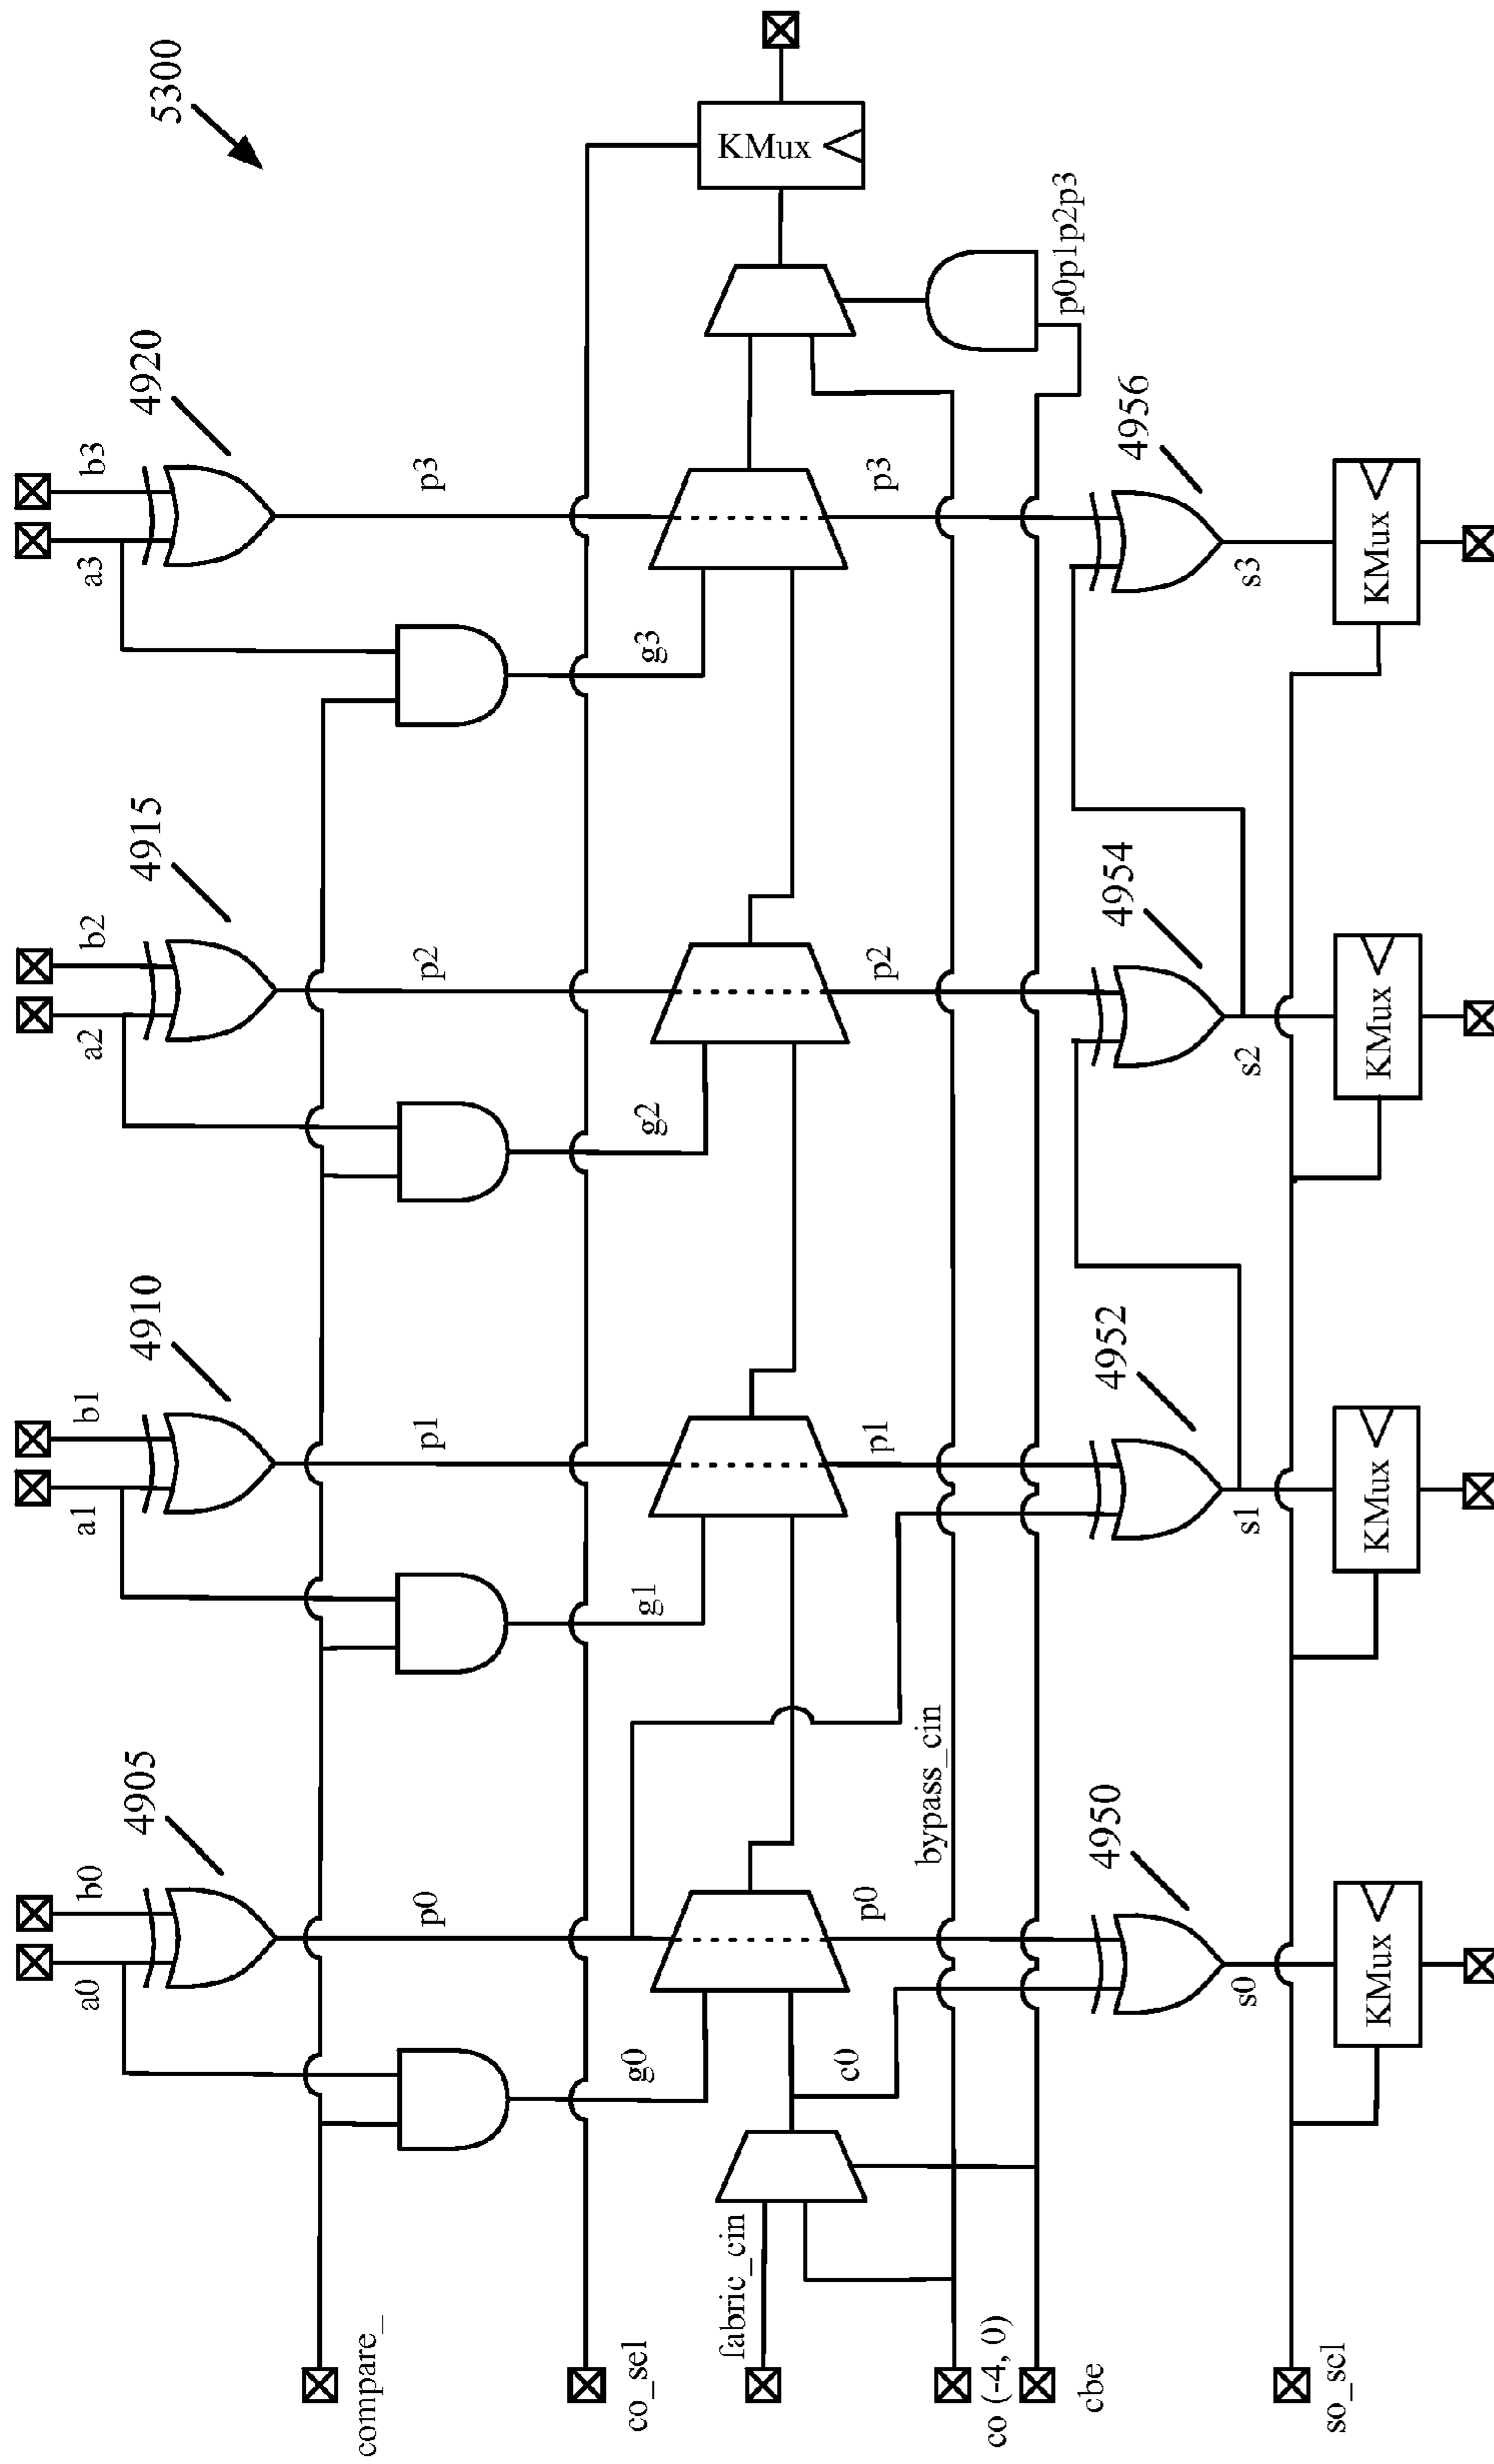 a0
b0
a1
b1
a2
b2
a3
b3
4905
4910
4915
4920
5300
compare_
p0
p1
p2
p3
co_sel
g0
g1
g2
g3
fabric_cin
KMux
c0
p0
p1
p2
p3
bypass_cin
co (-4, 0)
p0p1p2p3
cbe
4950
4952
4954
4956
s0
s1
s2
s3
so_sel
KMux
KMux
KMux
KMux